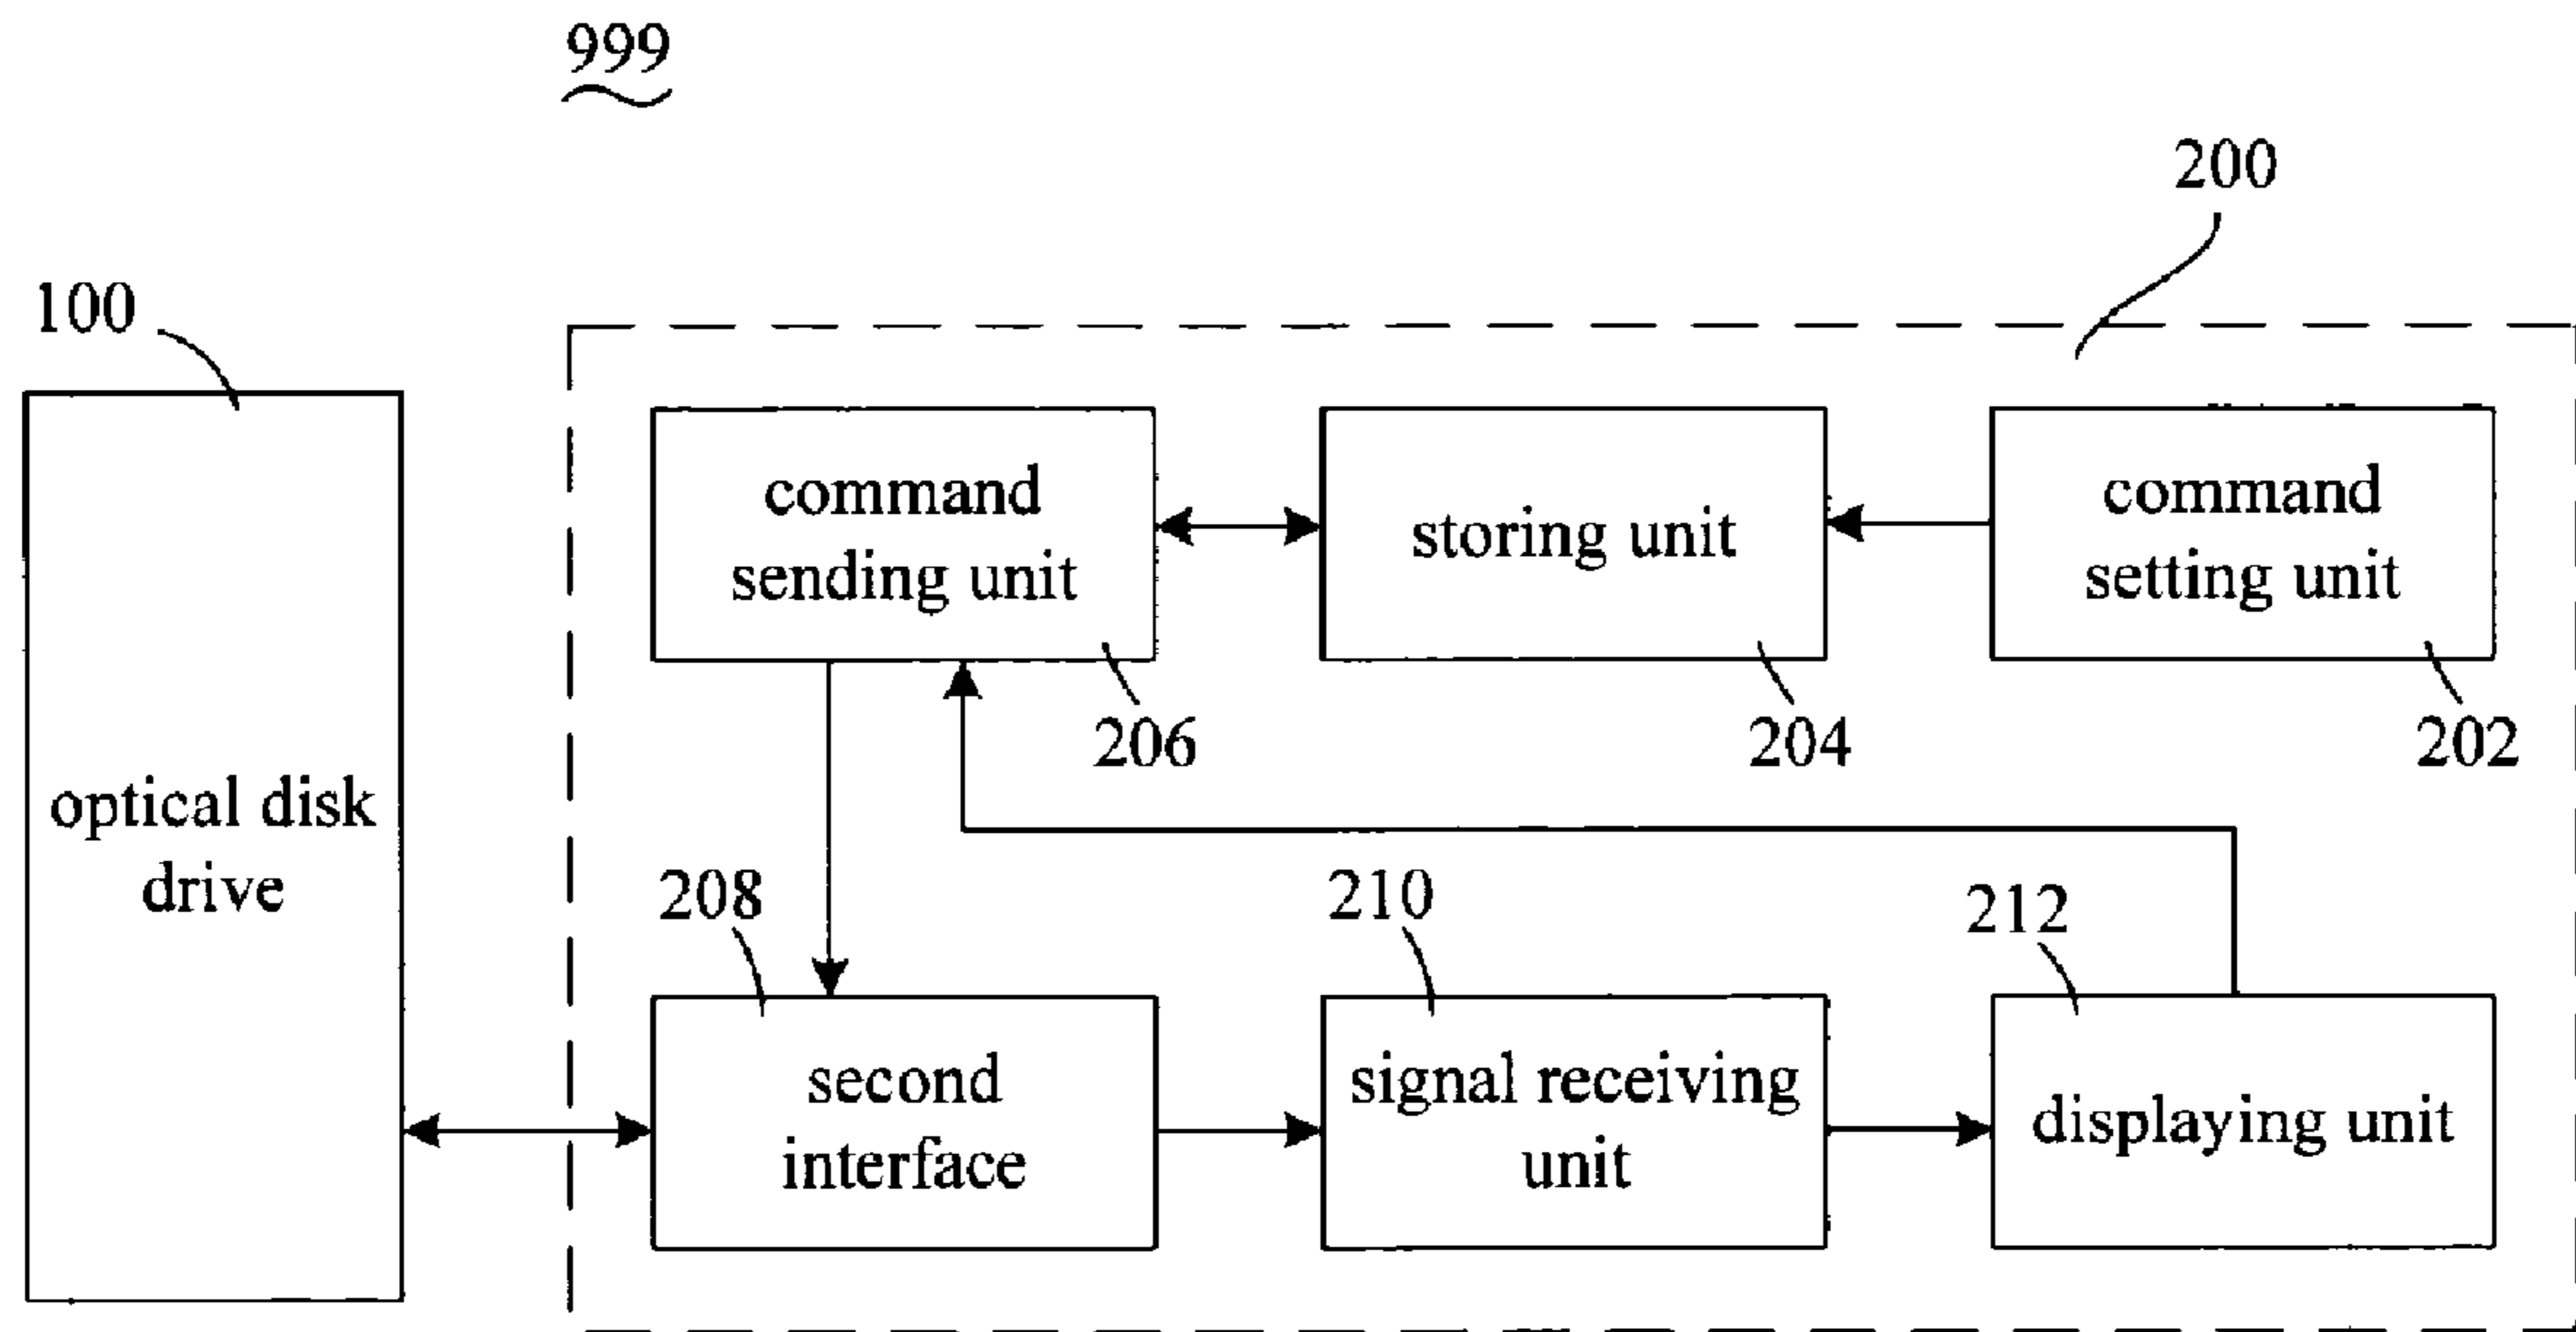 999
200
100
command
sending unit
storing unit
command
setting unit
206
204
202
optical disk
drive
208
210
212
second
interface
signal receiving
unit
displaying unit